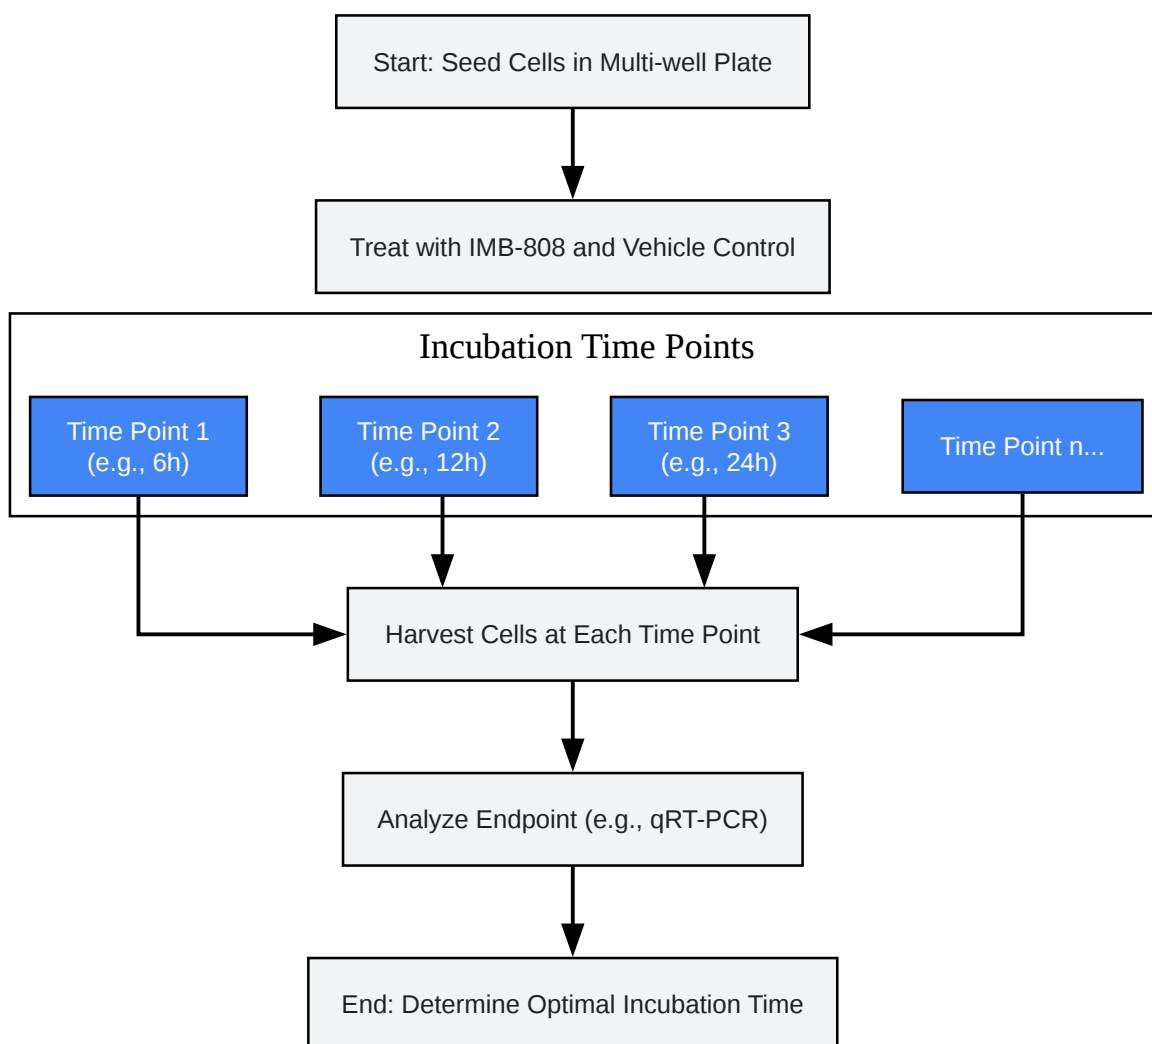 Start: Seed Cells in Multi-well Plate
Treat with IMB-808 and Vehicle Control
Incubation Time Points
Time Point 1
(e.g., 6h)
Time Point 2
(e.g., 12h)
Time Point 3
(e.g., 24h)
Time Point n...
Harvest Cells at Each Time Point
Analyze Endpoint (e.g., qRT-PCR)
End: Determine Optimal Incubation Time